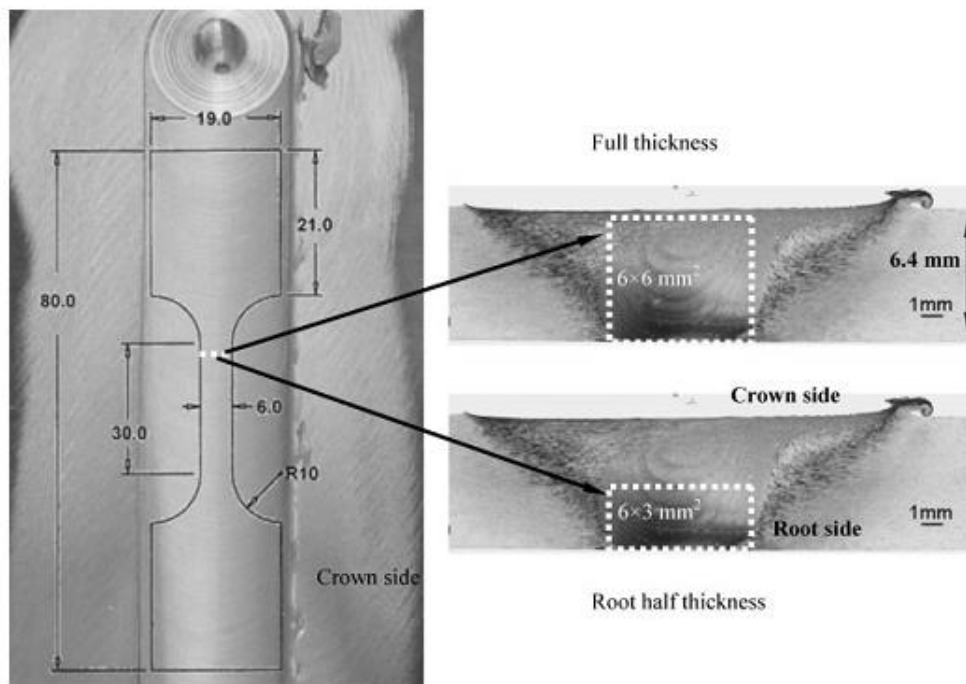 19.0
21.0
80.0
30.0
6.0
R10
Crown side
Full thickness
6×6 mm²
6.4 mm
1mm
Crown side
6×3 mm²
1mm
Root side
Root half thickness